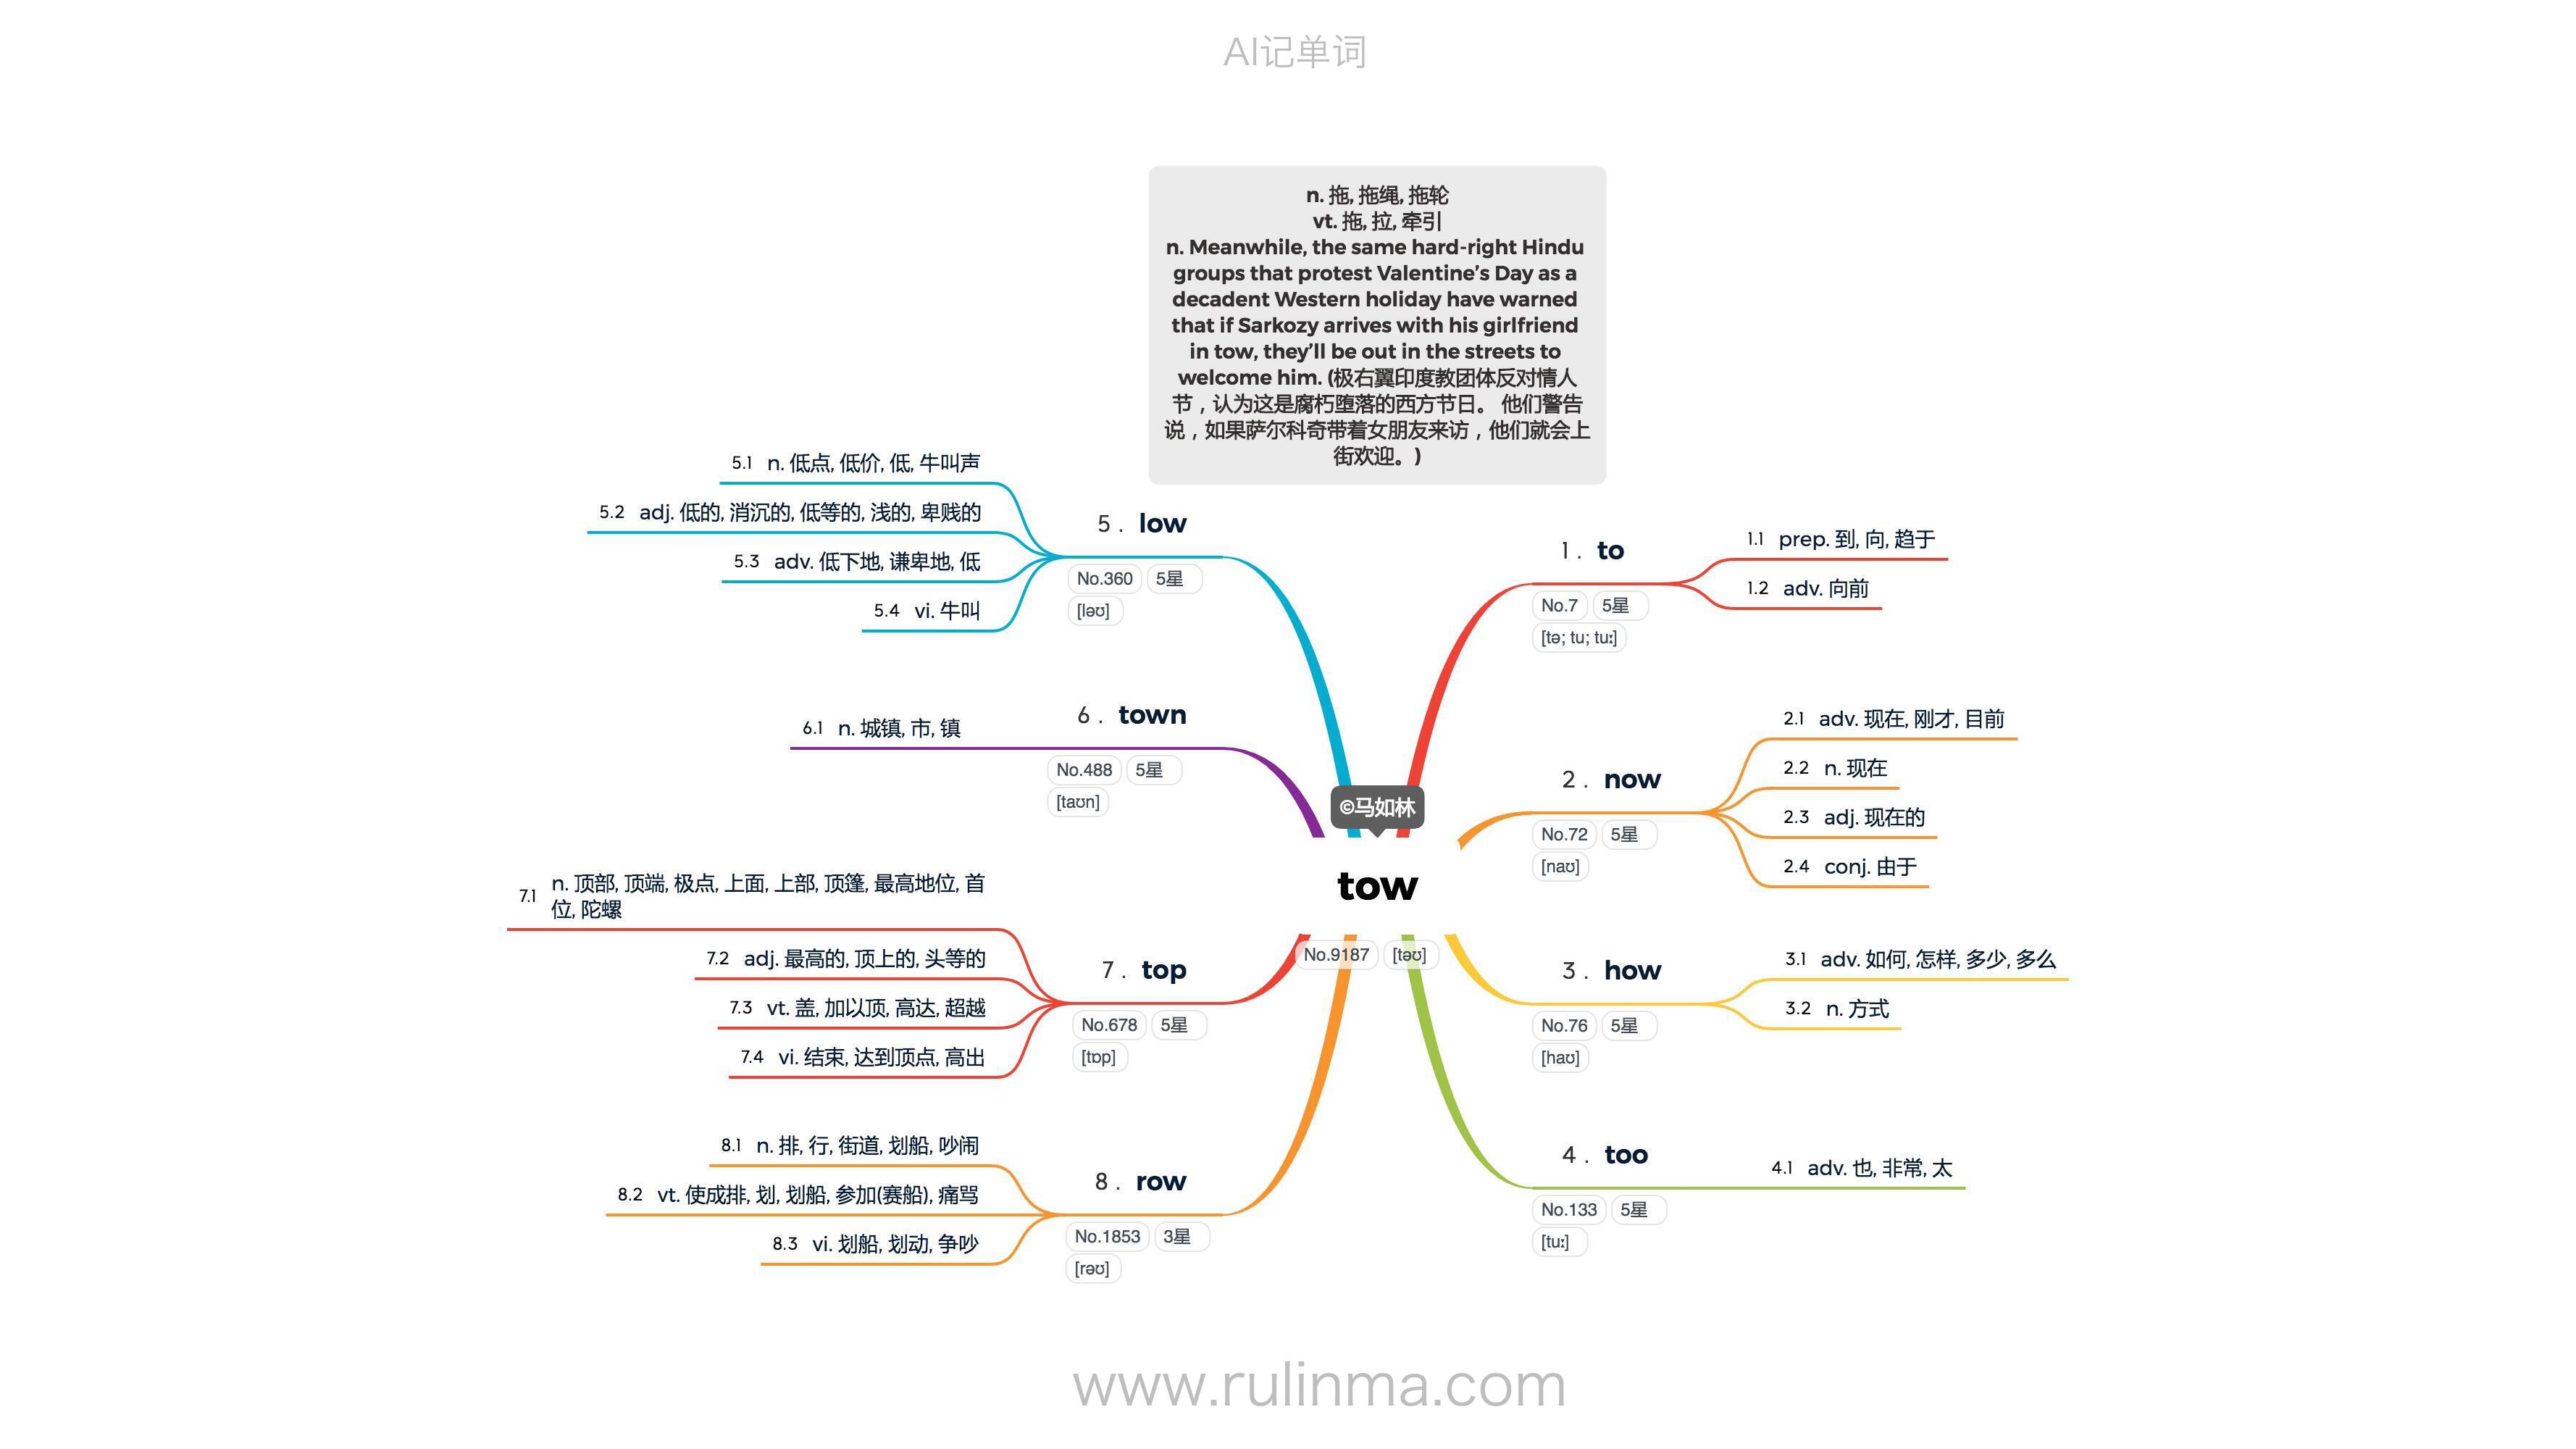 AI记单词
n. 拖, 拖绳, 拖轮
vt. 拖, 拉, 牵引
n. Meanwhile, the same hard-right Hindu
groups that protest Valentine’s Day as a
decadent Western holiday have warned
that if Sarkozy arrives with his girlfriend
in tow, they’ll be out in the streets to
welcome him. (极右翼印度教团体反对情人
节，认为这是腐朽堕落的西方节日。 他们警告
说，如果萨尔科奇带着女朋友来访，他们就会上
街欢迎。)
©马如林
tow
No.9187 [təʊ]
1. to
No.7 5星
[tə; tu; tuː]
1.1 prep. 到, 向, 趋于
1.2 adv. 向前
2. now
No.72 5星
[naʊ]
2.1 adv. 现在, 刚才, 目前
2.2 n. 现在
2.3 adj. 现在的
2.4 conj. 由于
3. how
No.76 5星
[haʊ]
3.1 adv. 如何, 怎样, 多少, 多么
3.2 n. 方式
4. too
No.133 5星
[tuː]
4.1 adv. 也, 非常, 太
5. low
No.360 5星
[ləʊ]
5.1 n. 低点, 低价, 低, 牛叫声
5.2 adj. 低的, 消沉的, 低等的, 浅的, 卑贱的
5.3 adv. 低下地, 谦卑地, 低
5.4 vi. 牛叫
6. town
No.488 5星
[taʊn]
6.1 n. 城镇, 市, 镇
7. top
No.678 5星
[tɒp]
7.1 n. 顶部, 顶端, 极点, 上面, 上部, 顶篷, 最高地位, 首
位, 陀螺
7.2 adj. 最高的, 顶上的, 头等的
7.3 vt. 盖, 加以顶, 高达, 超越
7.4 vi. 结束, 达到顶点, 高出
8. row
No.1853 3星
[rəʊ]
8.1 n. 排, 行, 街道, 划船, 吵闹
8.2 vt. 使成排, 划, 划船, 参加(赛船), 痛骂
8.3 vi. 划船, 划动, 争吵
www.rulinma.com